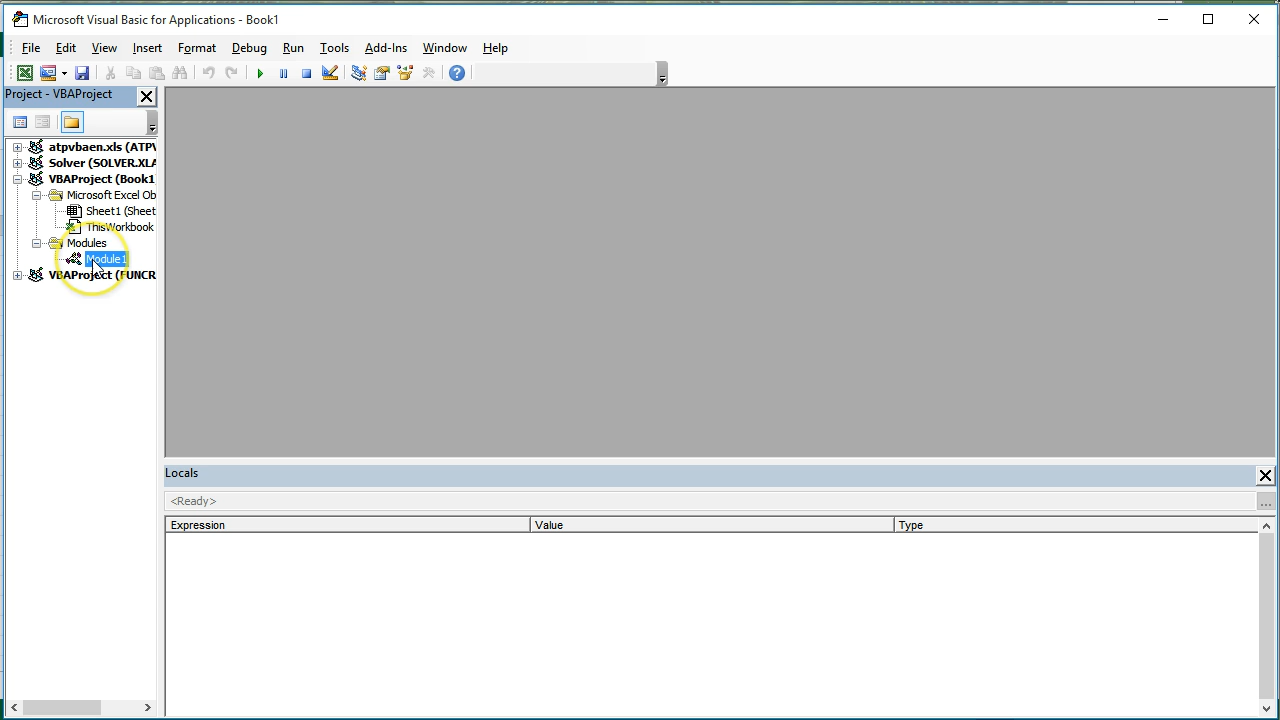 Microsoft Visual Basic for Applications - Book1
File Edit View Insert Format Debug Run Tools Add-Ins Window Help
Project - VBAProject
atpvbaen.xls (ATPV
Solver (SOLVER.XLA
VBAProject (Book1
Microsoft Excel Ob
Sheet1 (Sheet
ThisWorkbook
Modules
Module1
VBAProject (FUNCR
Locals
<Ready>
Expression Value Type